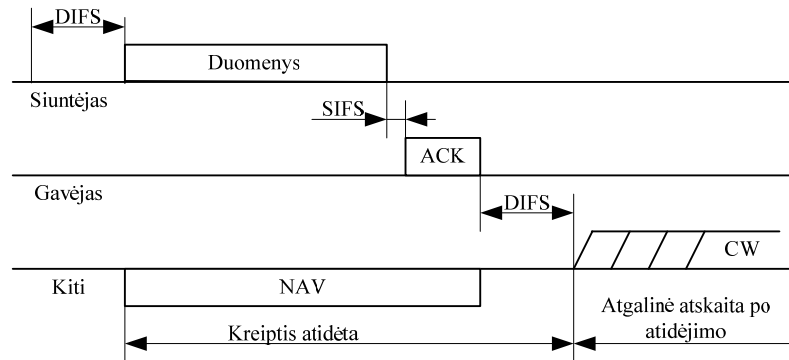 DIFS
Duomenys
Siuntėjas
SIFS
ACK
Gavėjas
DIFS
CW
Kiti
NAV
Kreiptis atidėta
Atgalinė atskaita po
atidėjimo